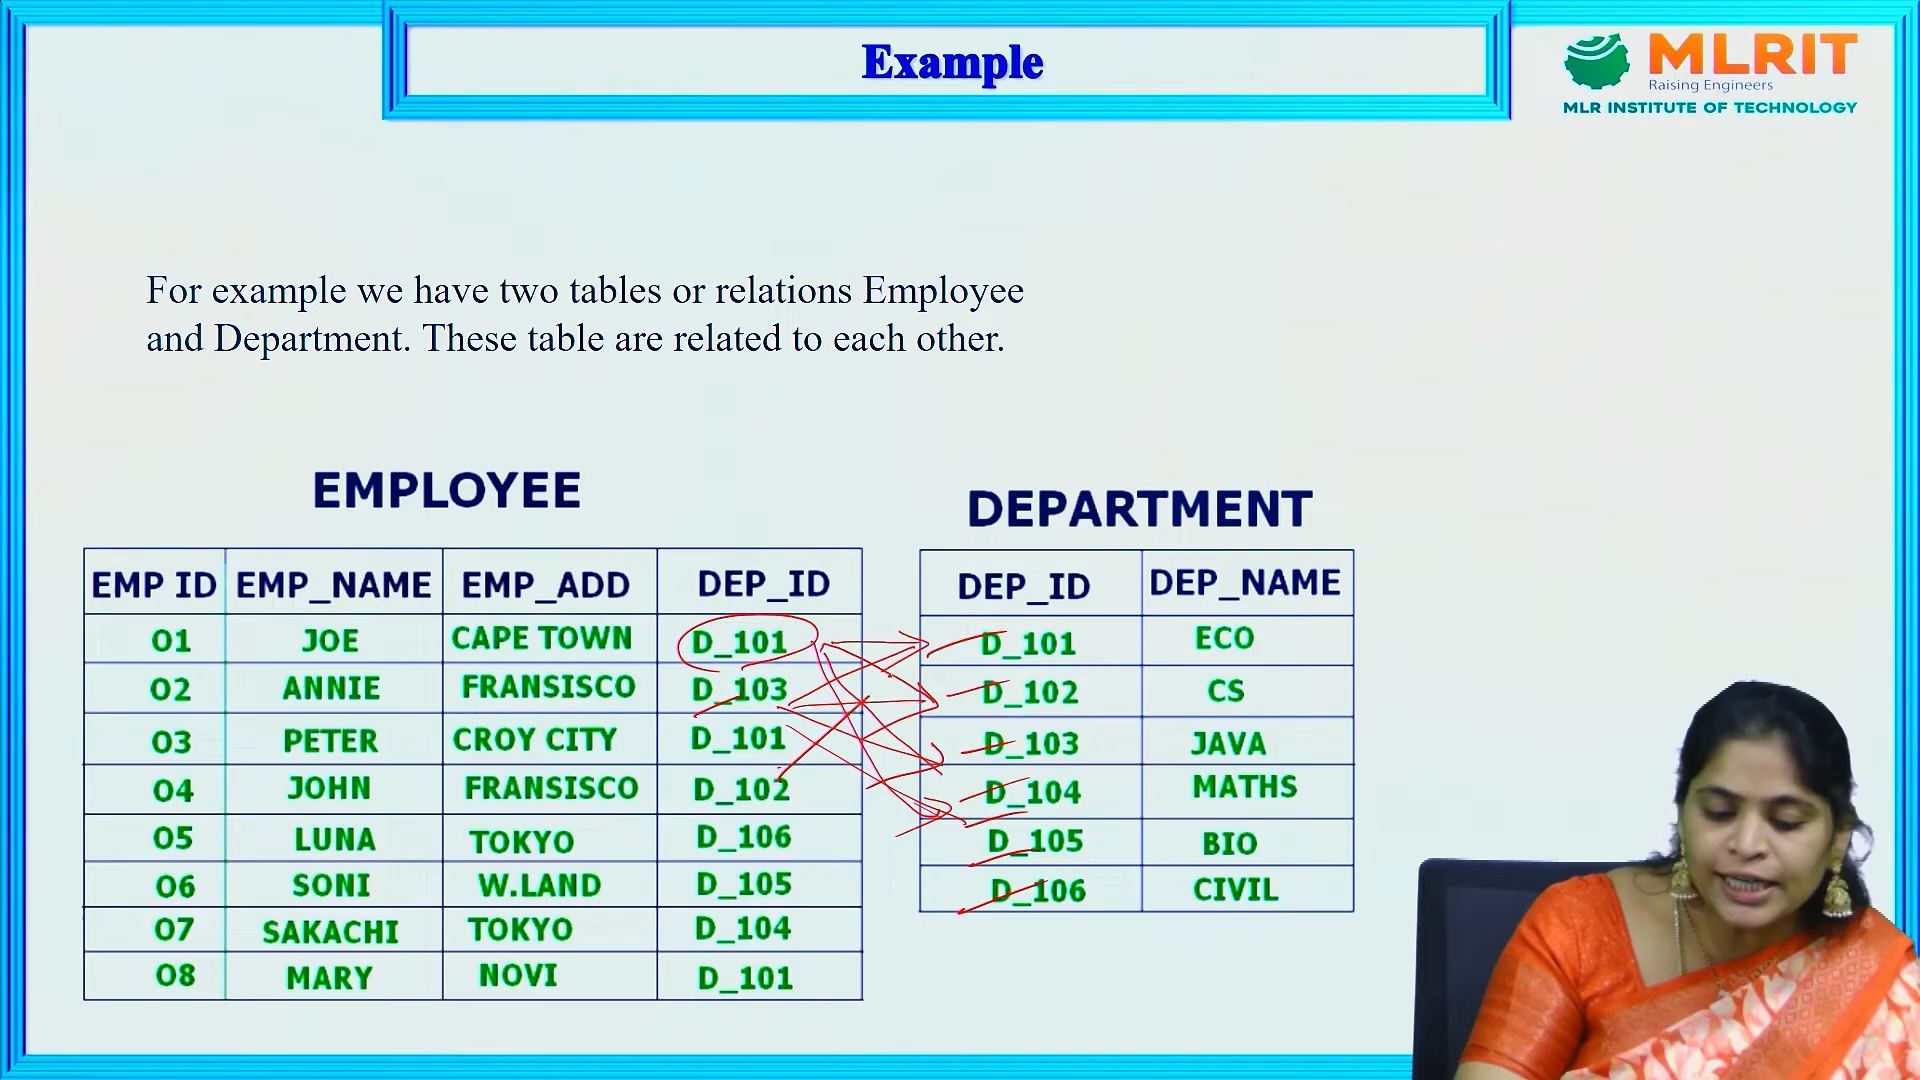 Example
MLRIT
Raising Engineers
MLR INSTITUTE OF TECHNOLOGY
For example we have two tables or relations Employee
and Department. These table are related to each other.
EMPLOYEE
EMP ID EMP_NAME EMP_ADD DEP_ID
01 JOE CAPE TOWN D_101
02 ANNIE FRANSISCO D_103
03 PETER CROY CITY D_101
04 JOHN FRANSISCO D_102
05 LUNA TOKYO D_106
06 SONI W.LAND D_105
07 SAKACHI TOKYO D_104
08 MARY NOVI D_101
DEPARTMENT
DEP_ID DEP_NAME
D_101 ECO
D_102 CS
D_103 JAVA
D_104 MATHS
D_105 BIO
D_106 CIVIL